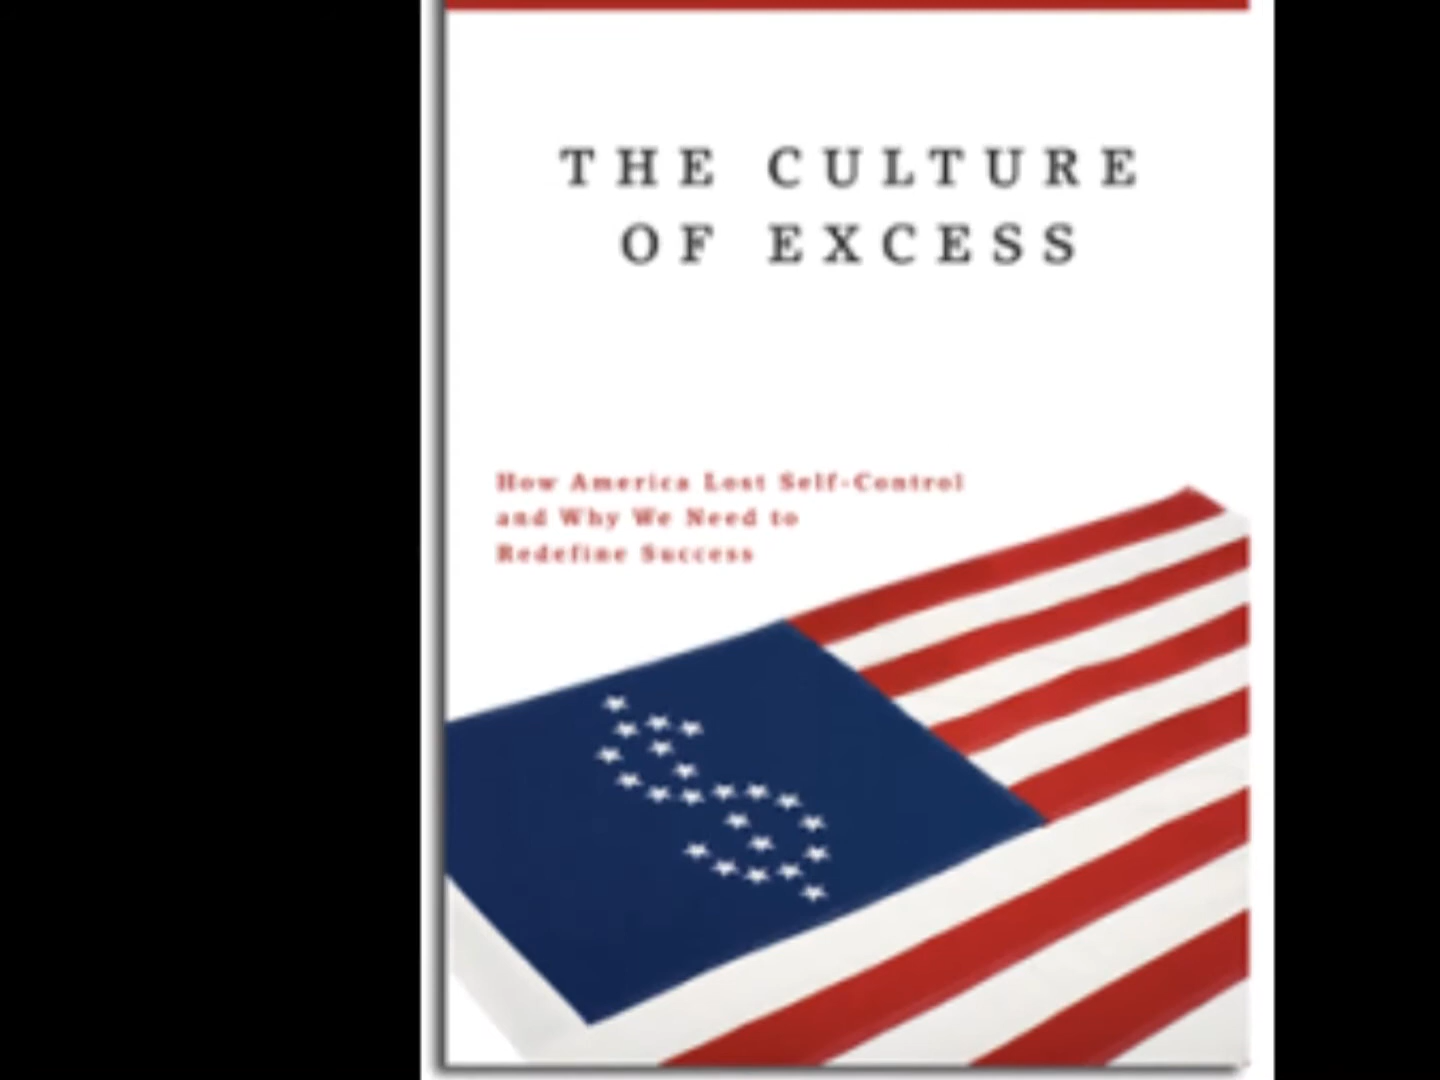 THE CULTURE
OF EXCESS
How America Lost Self-Control
and Why We Need to
Redefine Success